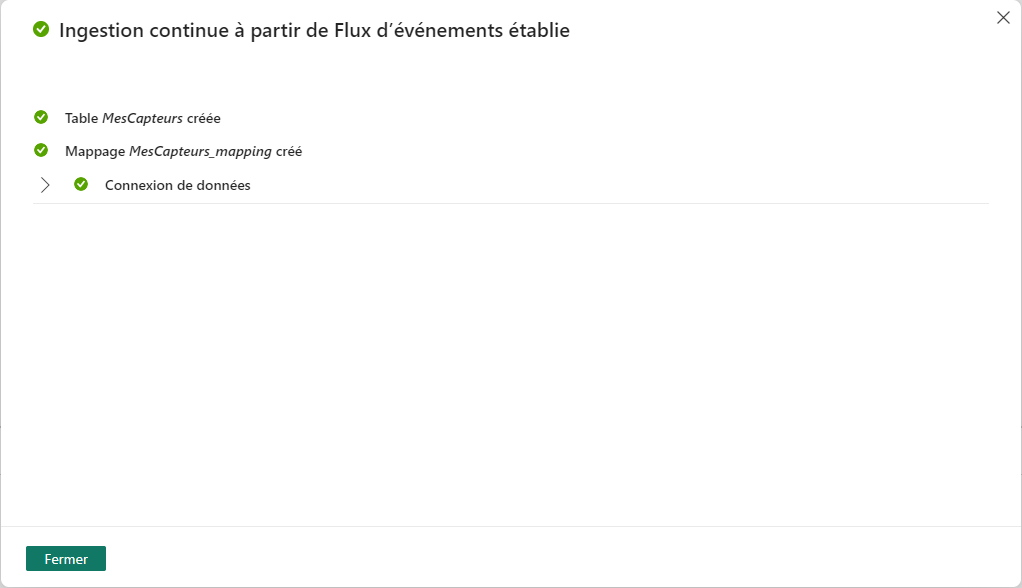 Ingestion continue à partir de Flux d’événements établie
Table MesCapteurs créée
Mappage MesCapteurs_mapping créé
Connexion de données
Fermer